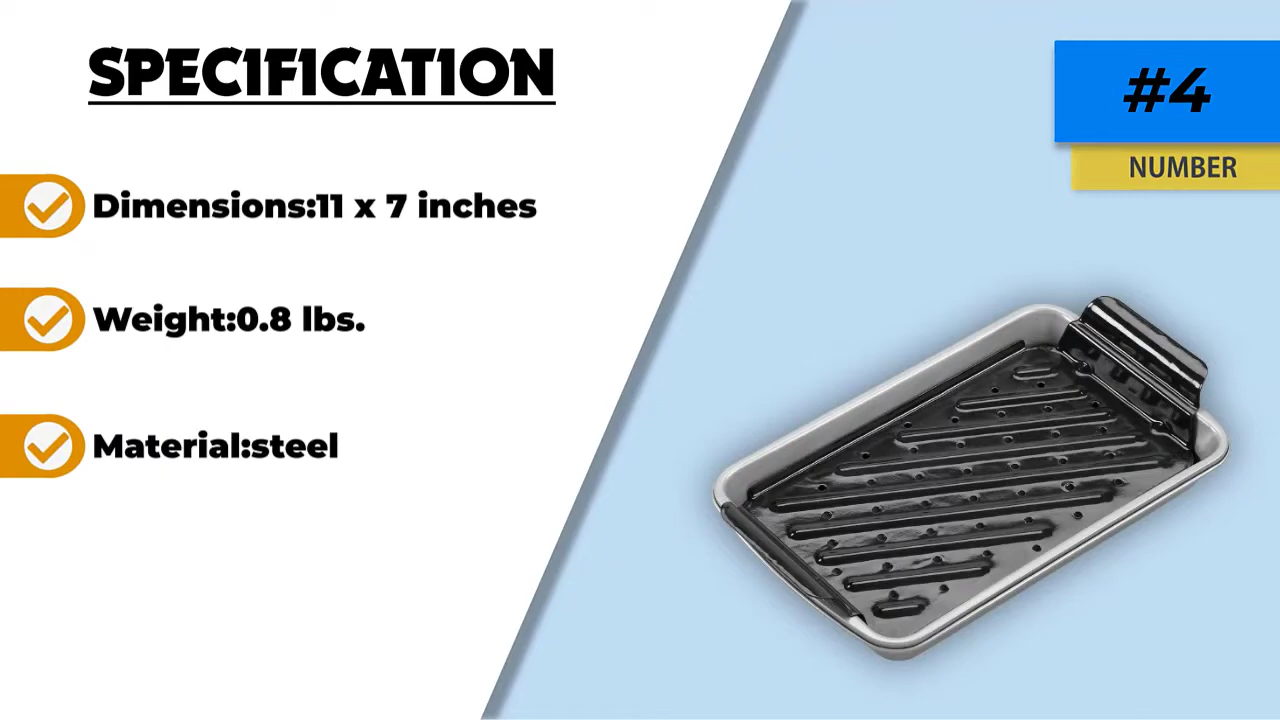 SPECIFICATION
#4
NUMBER
Dimensions:11 x 7 inches
Weight:0.8 lbs.
Material:steel